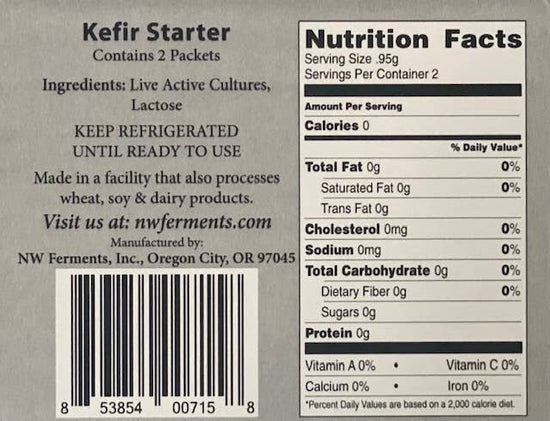 Kefir Starter
Contains 2 Packets
Ingredients: Live Active Cultures,
Lactose
KEEP REFRIGERATED
UNTIL READY TO USE
Made in a facility that also processes
wheat, soy & dairy products.
Visit us at: nwferments.com
Manufactured by:
NW Ferments, Inc., Oregon City, OR 97045
8 53854 00715 8
Nutrition Facts
Serving Size .95g
Servings Per Container 2
Amount Per Serving
Calories 0
% Daily Value*
Total Fat 0g 0%
Saturated Fat 0g 0%
Trans Fat 0g
Cholesterol 0mg 0%
Sodium 0mg 0%
Total Carbohydrate 0g 0%
Dietary Fiber 0g 0%
Sugars 0g
Protein 0g
Vitamin A 0% • Vitamin C 0%
Calcium 0% • Iron 0%
*Percent Daily Values are based on a 2,000 calorie diet.